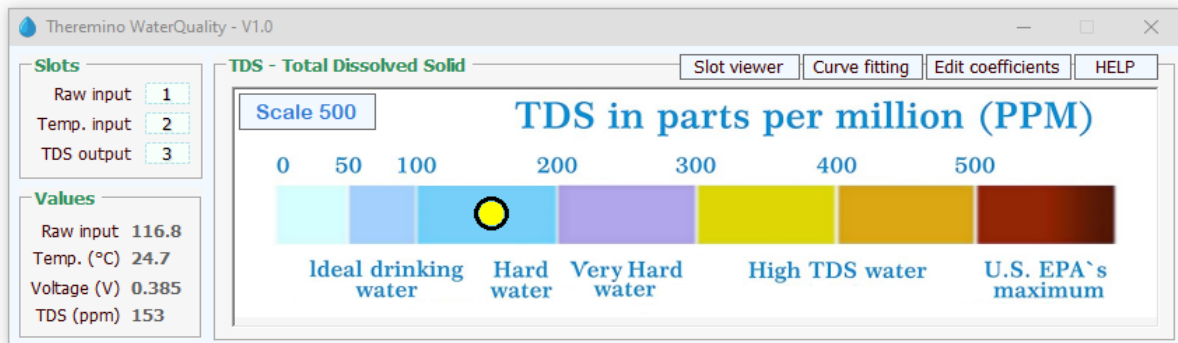 Theremino WaterQuality - V1.0
Slots
Raw input 1
Temp. input 2
TDS output 3
Values
Raw input 116.8
Temp. (°C) 24.7
Voltage (V) 0.385
TDS (ppm) 153
TDS - Total Dissolved Solid
Slot viewer Curve fitting Edit coefficients HELP
Scale 500
TDS in parts per million (PPM)
0 50 100 200 300 400 500
Ideal drinking water
Hard water
Very Hard water
High TDS water
U.S. EPA`s maximum